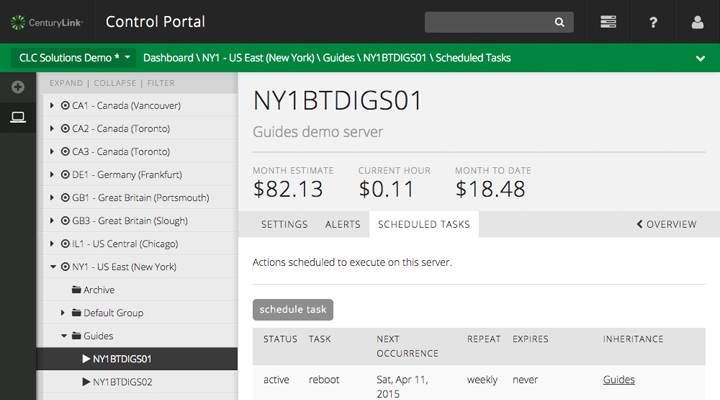 CenturyLink® Control Portal
CLC Solutions Demo * Dashboard \ NY1 - US East (New York) \ Guides \ NY1BTDIGS01 \ Scheduled Tasks
EXPAND | COLLAPSE | FILTER
CA1 - Canada (Vancouver)
CA2 - Canada (Toronto)
CA3 - Canada (Toronto)
DE1 - Germany (Frankfurt)
GB1 - Great Britain (Portsmouth)
GB3 - Great Britain (Slough)
IL1 - US Central (Chicago)
NY1 - US East (New York)
Archive
Default Group
Guides
NY1BTDIGS01
NY1BTDIGS02
NY1BTDIGS01
Guides demo server
MONTH ESTIMATE CURRENT HOUR MONTH TO DATE
$82.13 $0.11 $18.48
SETTINGS ALERTS SCHEDULED TASKS OVERVIEW
Actions scheduled to execute on this server.
schedule task
STATUS TASK NEXT OCCURRENCE REPEAT EXPIRES INHERITANCE
active reboot Sat, Apr 11, 2015 weekly never Guides